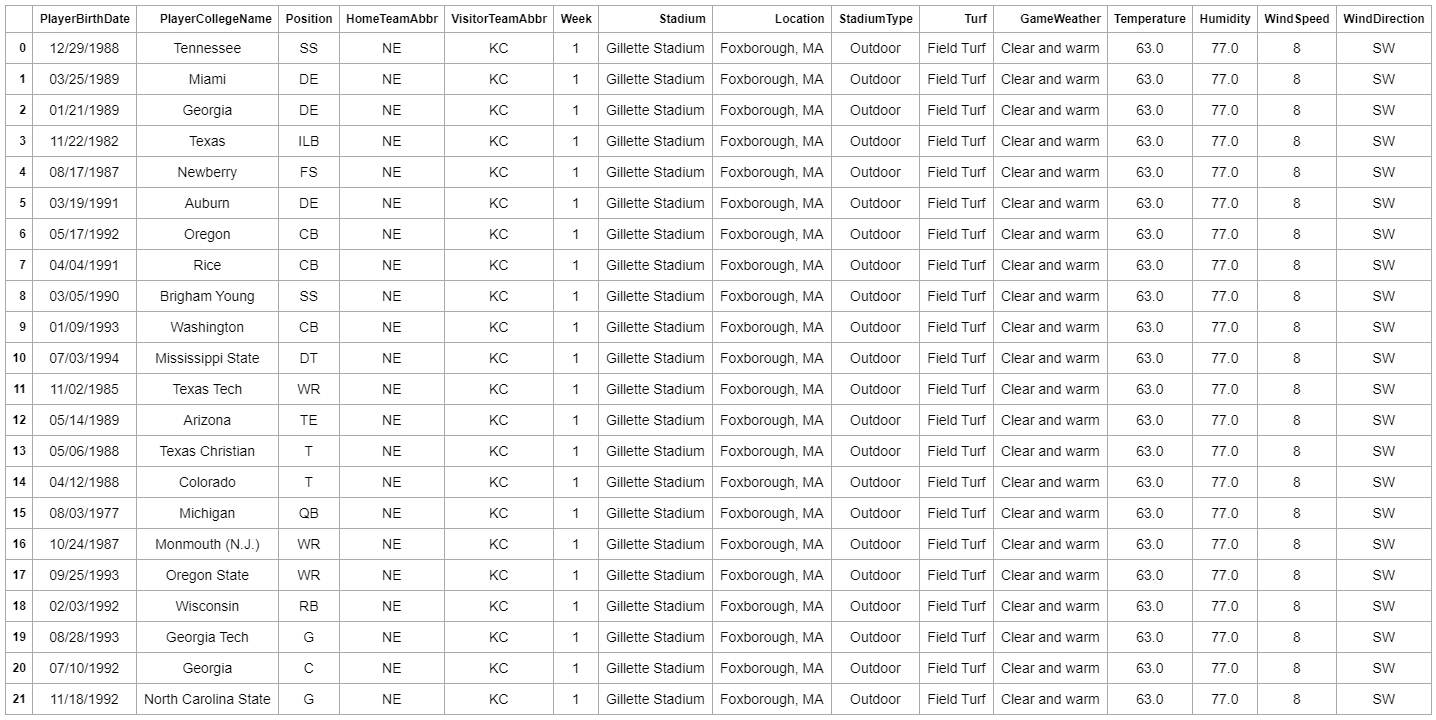 PlayerBirthDate PlayerCollegeName Position HomeTeamAbbr VisitorTeamAbbr Week Stadium Location StadiumType Turf GameWeather Temperature Humidity WindSpeed WindDirection
0 12/29/1988 Tennessee SS NE KC 1 Gillette Stadium Foxborough, MA Outdoor Field Turf Clear and warm 63.0 77.0 8 SW
1 03/25/1989 Miami DE NE KC 1 Gillette Stadium Foxborough, MA Outdoor Field Turf Clear and warm 63.0 77.0 8 SW
2 01/21/1989 Georgia DE NE KC 1 Gillette Stadium Foxborough, MA Outdoor Field Turf Clear and warm 63.0 77.0 8 SW
3 11/22/1982 Texas ILB NE KC 1 Gillette Stadium Foxborough, MA Outdoor Field Turf Clear and warm 63.0 77.0 8 SW
4 08/17/1987 Newberry FS NE KC 1 Gillette Stadium Foxborough, MA Outdoor Field Turf Clear and warm 63.0 77.0 8 SW
5 03/19/1991 Auburn DE NE KC 1 Gillette Stadium Foxborough, MA Outdoor Field Turf Clear and warm 63.0 77.0 8 SW
6 05/17/1992 Oregon CB NE KC 1 Gillette Stadium Foxborough, MA Outdoor Field Turf Clear and warm 63.0 77.0 8 SW
7 04/04/1991 Rice CB NE KC 1 Gillette Stadium Foxborough, MA Outdoor Field Turf Clear and warm 63.0 77.0 8 SW
8 03/05/1990 Brigham Young SS NE KC 1 Gillette Stadium Foxborough, MA Outdoor Field Turf Clear and warm 63.0 77.0 8 SW
9 01/09/1993 Washington CB NE KC 1 Gillette Stadium Foxborough, MA Outdoor Field Turf Clear and warm 63.0 77.0 8 SW
10 07/03/1994 Mississippi State DT NE KC 1 Gillette Stadium Foxborough, MA Outdoor Field Turf Clear and warm 63.0 77.0 8 SW
11 11/02/1985 Texas Tech WR NE KC 1 Gillette Stadium Foxborough, MA Outdoor Field Turf Clear and warm 63.0 77.0 8 SW
12 05/14/1989 Arizona TE NE KC 1 Gillette Stadium Foxborough, MA Outdoor Field Turf Clear and warm 63.0 77.0 8 SW
13 05/06/1988 Texas Christian T NE KC 1 Gillette Stadium Foxborough, MA Outdoor Field Turf Clear and warm 63.0 77.0 8 SW
14 04/12/1988 Colorado T NE KC 1 Gillette Stadium Foxborough, MA Outdoor Field Turf Clear and warm 63.0 77.0 8 SW
15 08/03/1977 Michigan QB NE KC 1 Gillette Stadium Foxborough, MA Outdoor Field Turf Clear and warm 63.0 77.0 8 SW
16 10/24/1987 Monmouth (N.J.) WR NE KC 1 Gillette Stadium Foxborough, MA Outdoor Field Turf Clear and warm 63.0 77.0 8 SW
17 09/25/1993 Oregon State WR NE KC 1 Gillette Stadium Foxborough, MA Outdoor Field Turf Clear and warm 63.0 77.0 8 SW
18 02/03/1992 Wisconsin RB NE KC 1 Gillette Stadium Foxborough, MA Outdoor Field Turf Clear and warm 63.0 77.0 8 SW
19 08/28/1993 Georgia Tech G NE KC 1 Gillette Stadium Foxborough, MA Outdoor Field Turf Clear and warm 63.0 77.0 8 SW
20 07/10/1992 Georgia C NE KC 1 Gillette Stadium Foxborough, MA Outdoor Field Turf Clear and warm 63.0 77.0 8 SW
21 11/18/1992 North Carolina State G NE KC 1 Gillette Stadium Foxborough, MA Outdoor Field Turf Clear and warm 63.0 77.0 8 SW